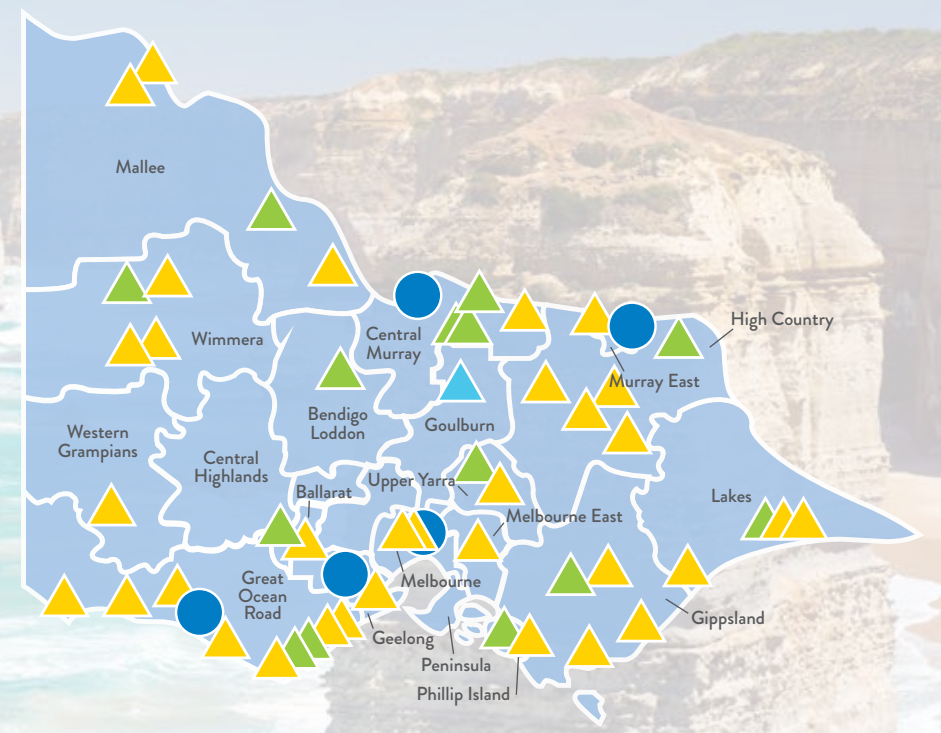 Mallee
High Country
Central
Murray
Wimmera
Murray East
Bendigo
Loddon
Goulburn
Western
Grampians
Central
Highlands
Upper Yarra
Ballarat
Lakes
Melbourne East
Great
Ocean
Road
Melbourne
Gippsland
Geelong
Peninsula
Phillip Island